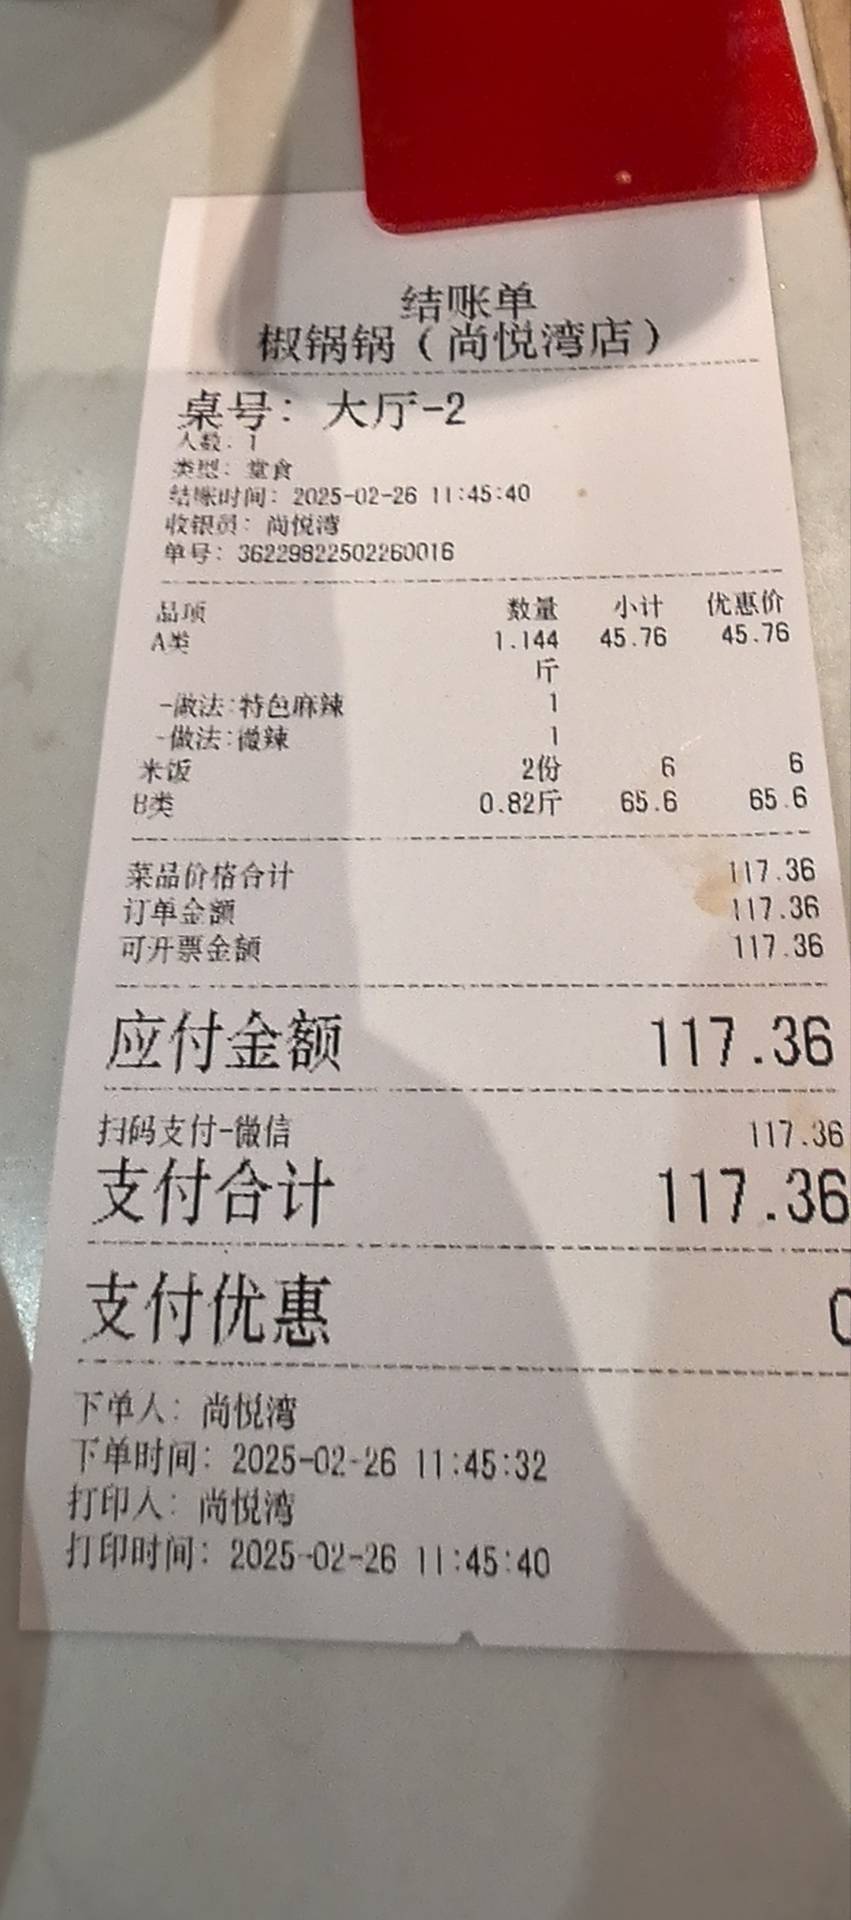 结账单
椒锅锅（尚悦湾店）
桌号：大厅-2
人数：1
类型：堂食
结账时间：2025-02-26 11:45:40
收银员：尚悦湾
单号：36229822502260016
品项 数量 小计 优惠价
A类 1.144 45.76 45.76
斤
-做法:特色麻辣 1
-做法:微辣 1
米饭 2份 6 6
B类 0.82斤 65.6 65.6
菜品价格合计 117.36
订单金额 117.36
可开票金额 117.36
应付金额 117.36
扫码支付-微信 117.36
支付合计 117.36
支付优惠 0
下单人：尚悦湾
下单时间：2025-02-26 11:45:32
打印人：尚悦湾
打印时间：2025-02-26 11:45:40